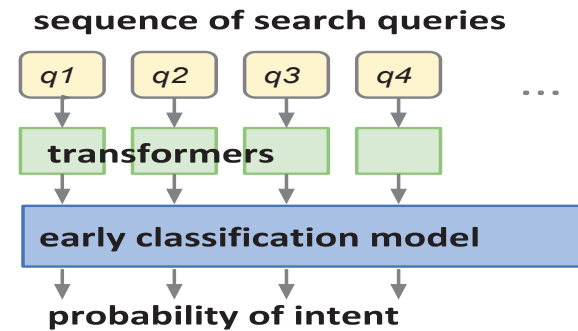 sequence of search queries
q1 q2 q3 q4 ...
transformers
early classification model
probability of intent